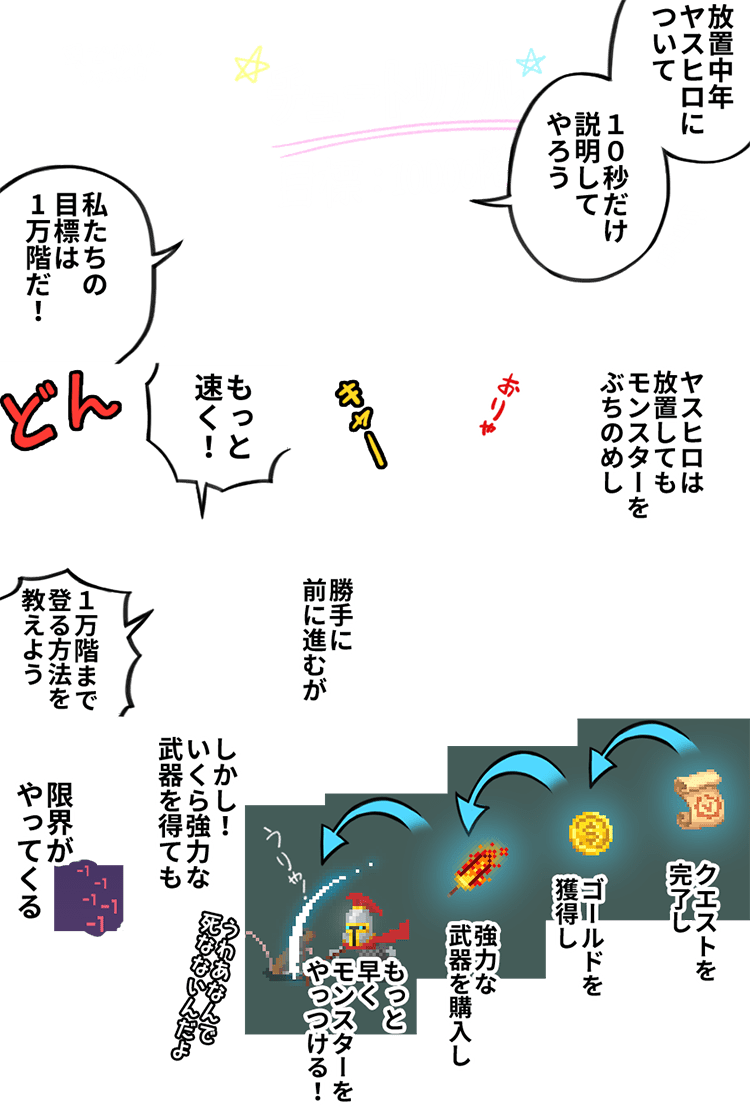 放置中年
ヤスヒロに
ついて
１０秒だけ
説明して
やろう
私たちの
目標は
１万階だ！
ヤスヒロは
放置しても
モンスターを
ぶちのめし
おりゃ
キャー
もっと
速く！
どん
勝手に
前に進むが
１万階まで
登る方法を
教えよう
クエストを
完了し
ゴールドを
獲得し
強力な
武器を購入し
もっと
早く
モンスターを
やっつける！
うりゃー
しかし！
いくら強力な
武器を得ても
うわあなんで
死なないんだよ
限界が
やってくる
-1
-1
-1
-1
-1